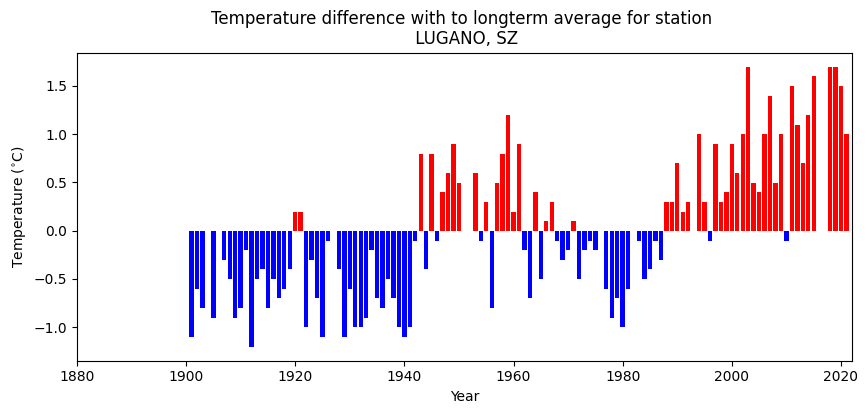 Temperature difference with to longterm average for station
LUGANO, SZ
Temperature (°C)
1.5
1.0
0.5
0.0
−0.5
−1.0
1880 1900 1920 1940 1960 1980 2000 2020
Year